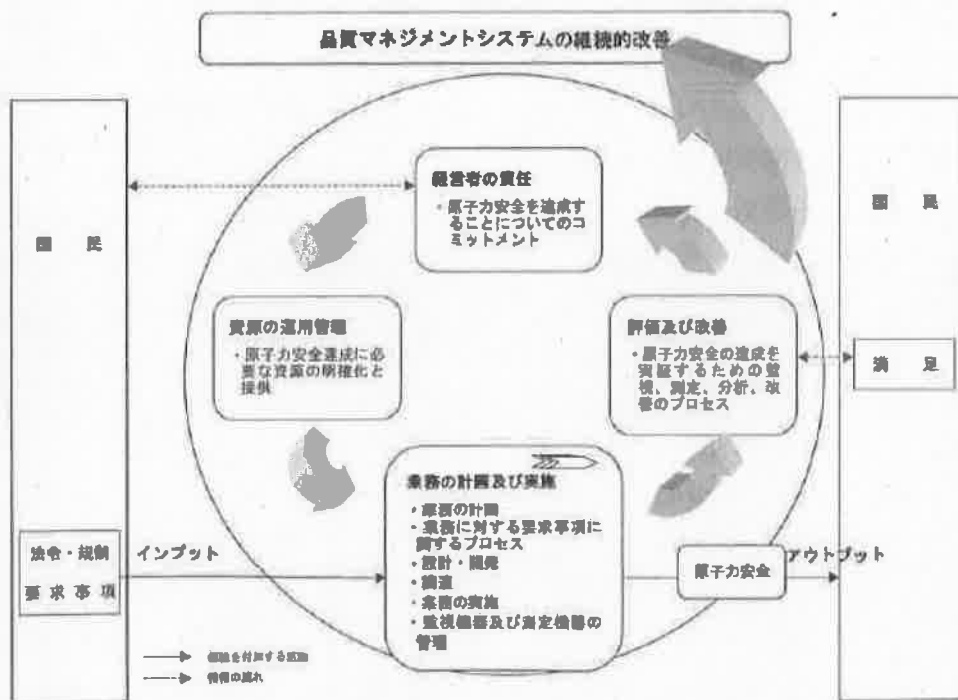 品質マネジメントシステムの継続的改善
国 民
経営者の責任
・原子力安全を達成す
ることについてのコ
ミットメント
国 民
資源の運用管理
・原子力安全達成に必
要な資源の明確化と
提供
評価及び改善
・原子力安全の達成を
実証するための監
視、測定、分析、改
善のプロセス
満 足
業務の計画及び実施
・業務の計画
・業務に対する要求事項に
関するプロセス
・設計・開発
・調達
・業務の実施
・監視機器及び測定機器の
管理
法令・規制
要求事項
インプット
原子力安全
アウトプット
価値を付加する活動
情報の流れ